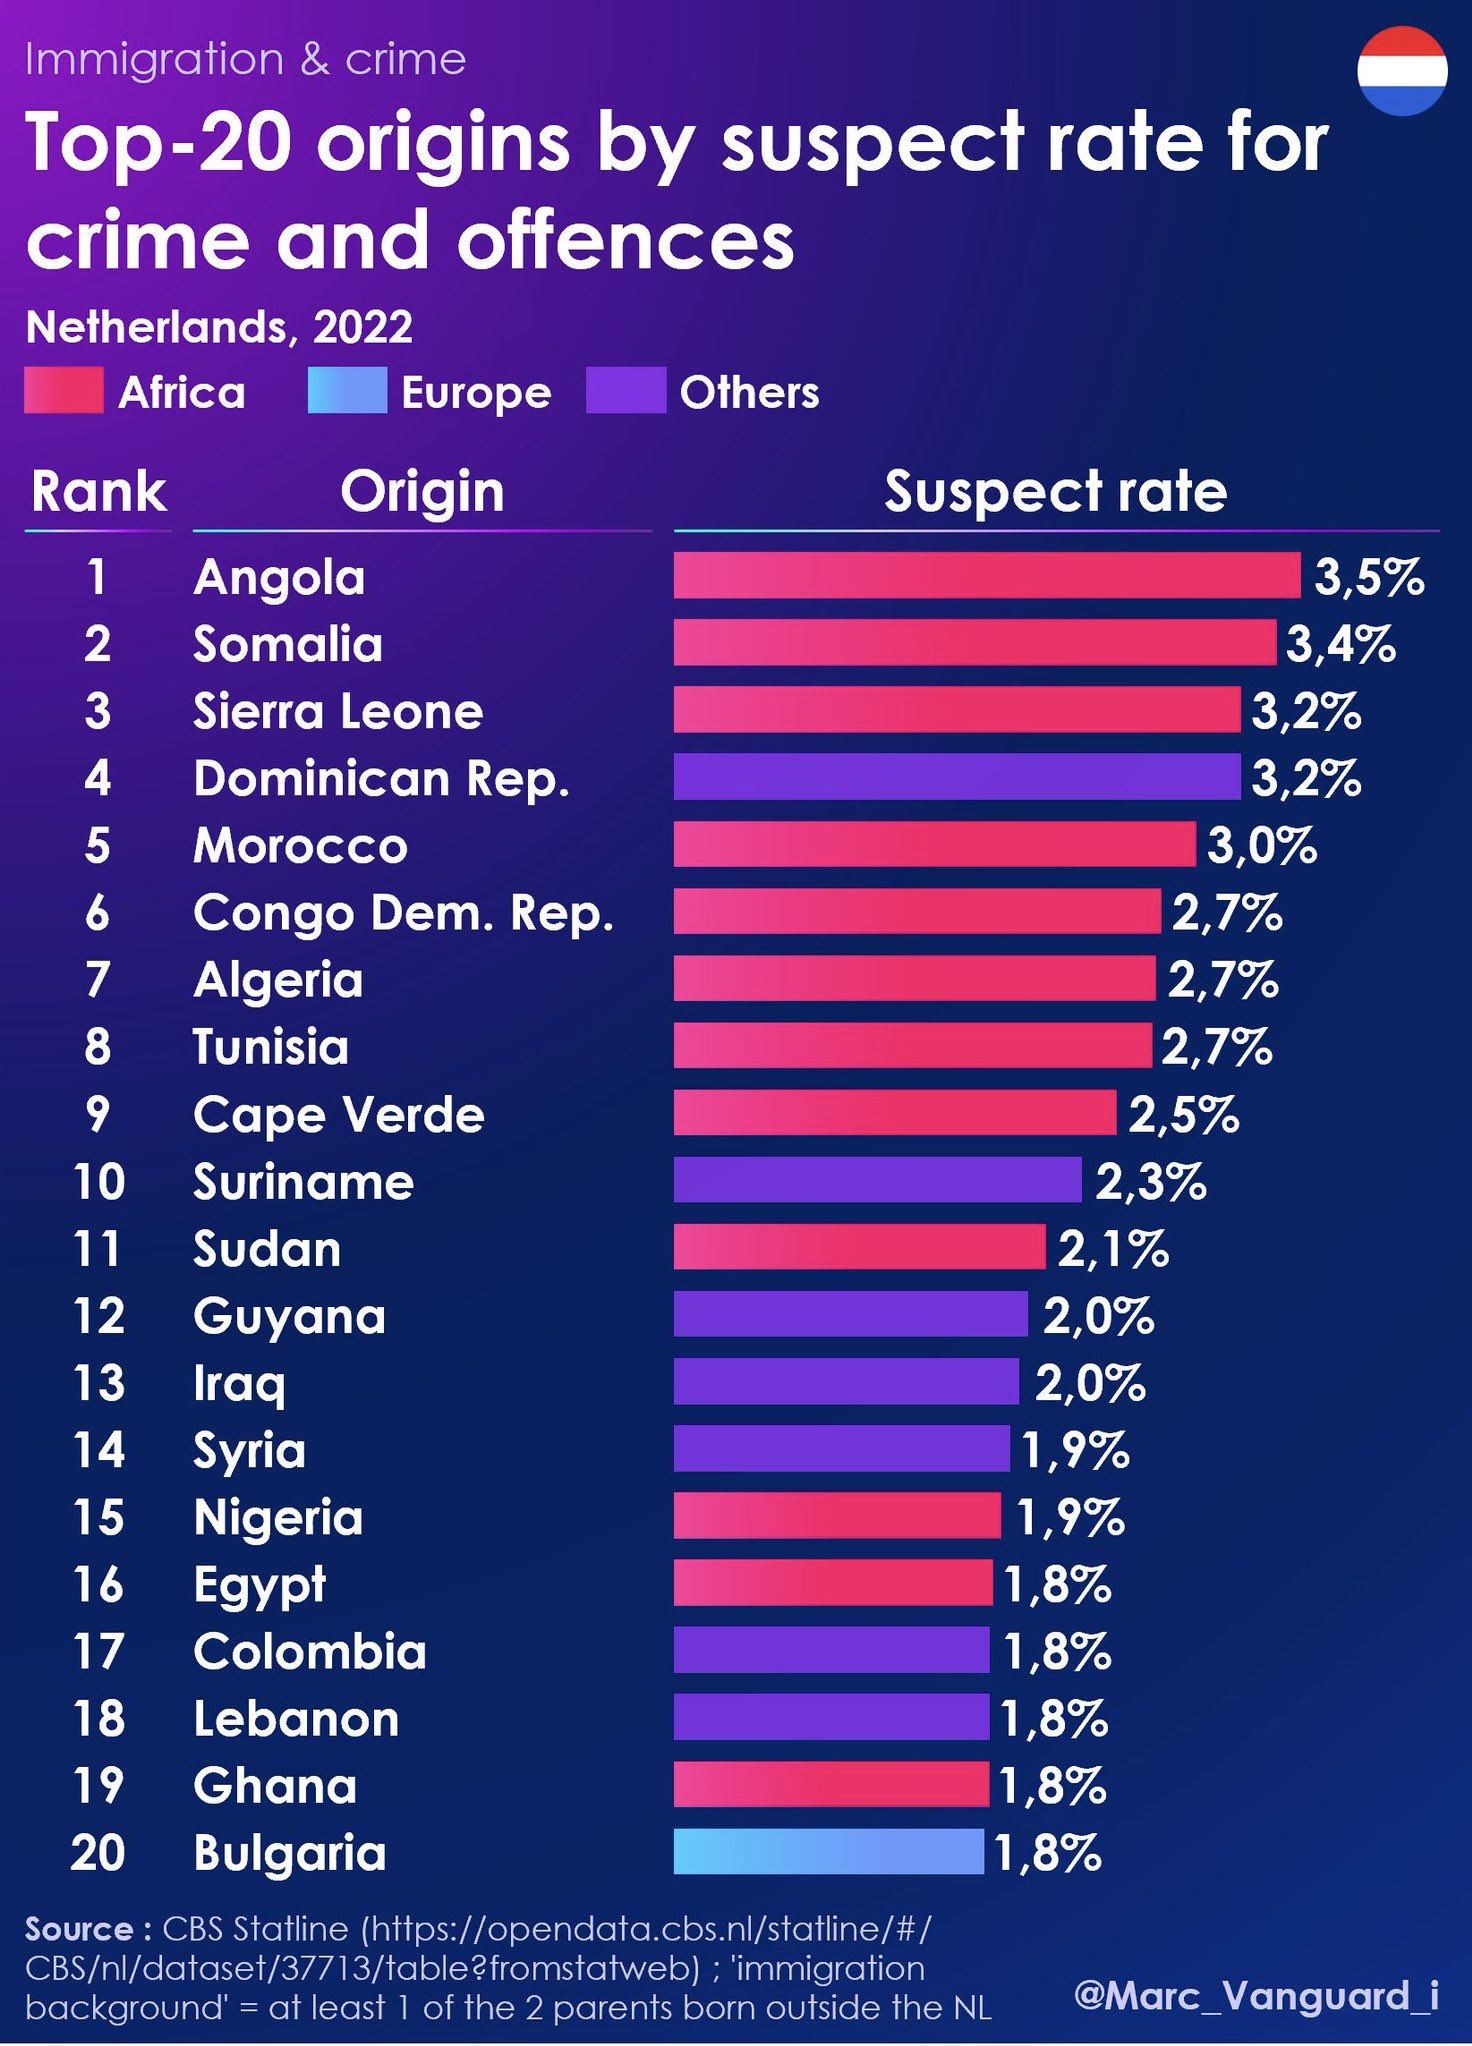 Immigration & crime
Top-20 origins by suspect rate for
crime and offences
Netherlands, 2022
Africa Europe Others
Rank Origin Suspect rate
1 Angola 3,5%
2 Somalia 3,4%
3 Sierra Leone 3,2%
4 Dominican Rep. 3,2%
5 Morocco 3,0%
6 Congo Dem. Rep. 2,7%
7 Algeria 2,7%
8 Tunisia 2,7%
9 Cape Verde 2,5%
10 Suriname 2,3%
11 Sudan 2,1%
12 Guyana 2,0%
13 Iraq 2,0%
14 Syria 1,9%
15 Nigeria 1,9%
16 Egypt 1,8%
17 Colombia 1,8%
18 Lebanon 1,8%
19 Ghana 1,8%
20 Bulgaria 1,8%
Source : CBS Statline (https://opendata.cbs.nl/statline/#/
CBS/nl/dataset/37713/table?fromstatweb) ; 'immigration
background' = at least 1 of the 2 parents born outside the NL
@Marc_Vanguard_i